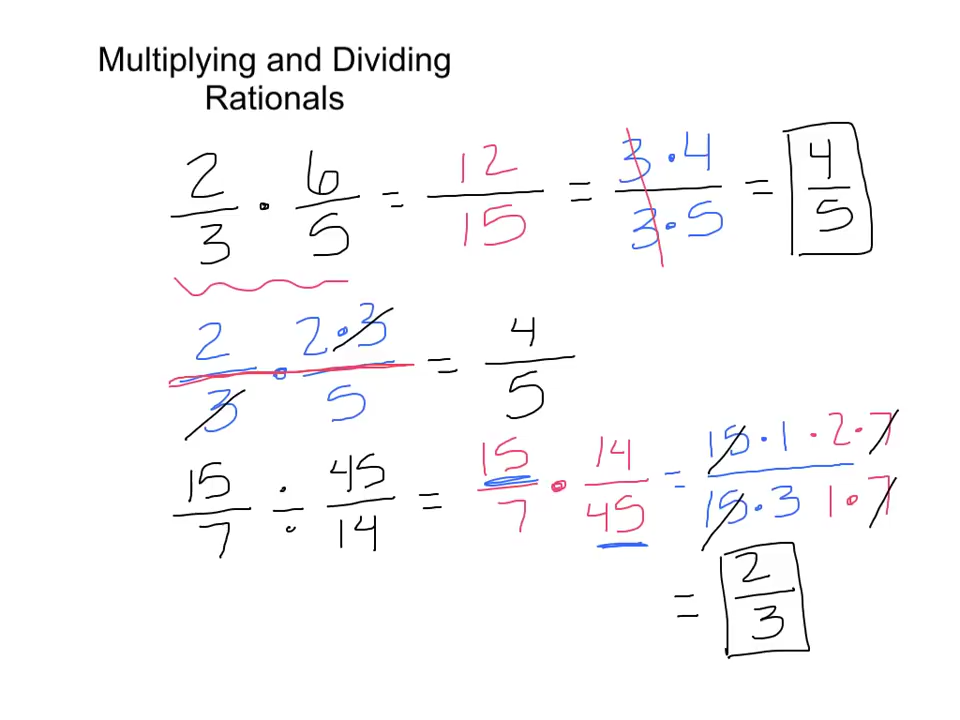 Multiplying and Dividing
Rationals
2/3 · 6/5 = 12/15 = 3·4/3·5 = 4/5
2/3 · 2·3/5 = 4/5
15/7 ÷ 45/14 = 15/7 · 14/45 = 15·1·2·7/15·3 1·7
= 2/3